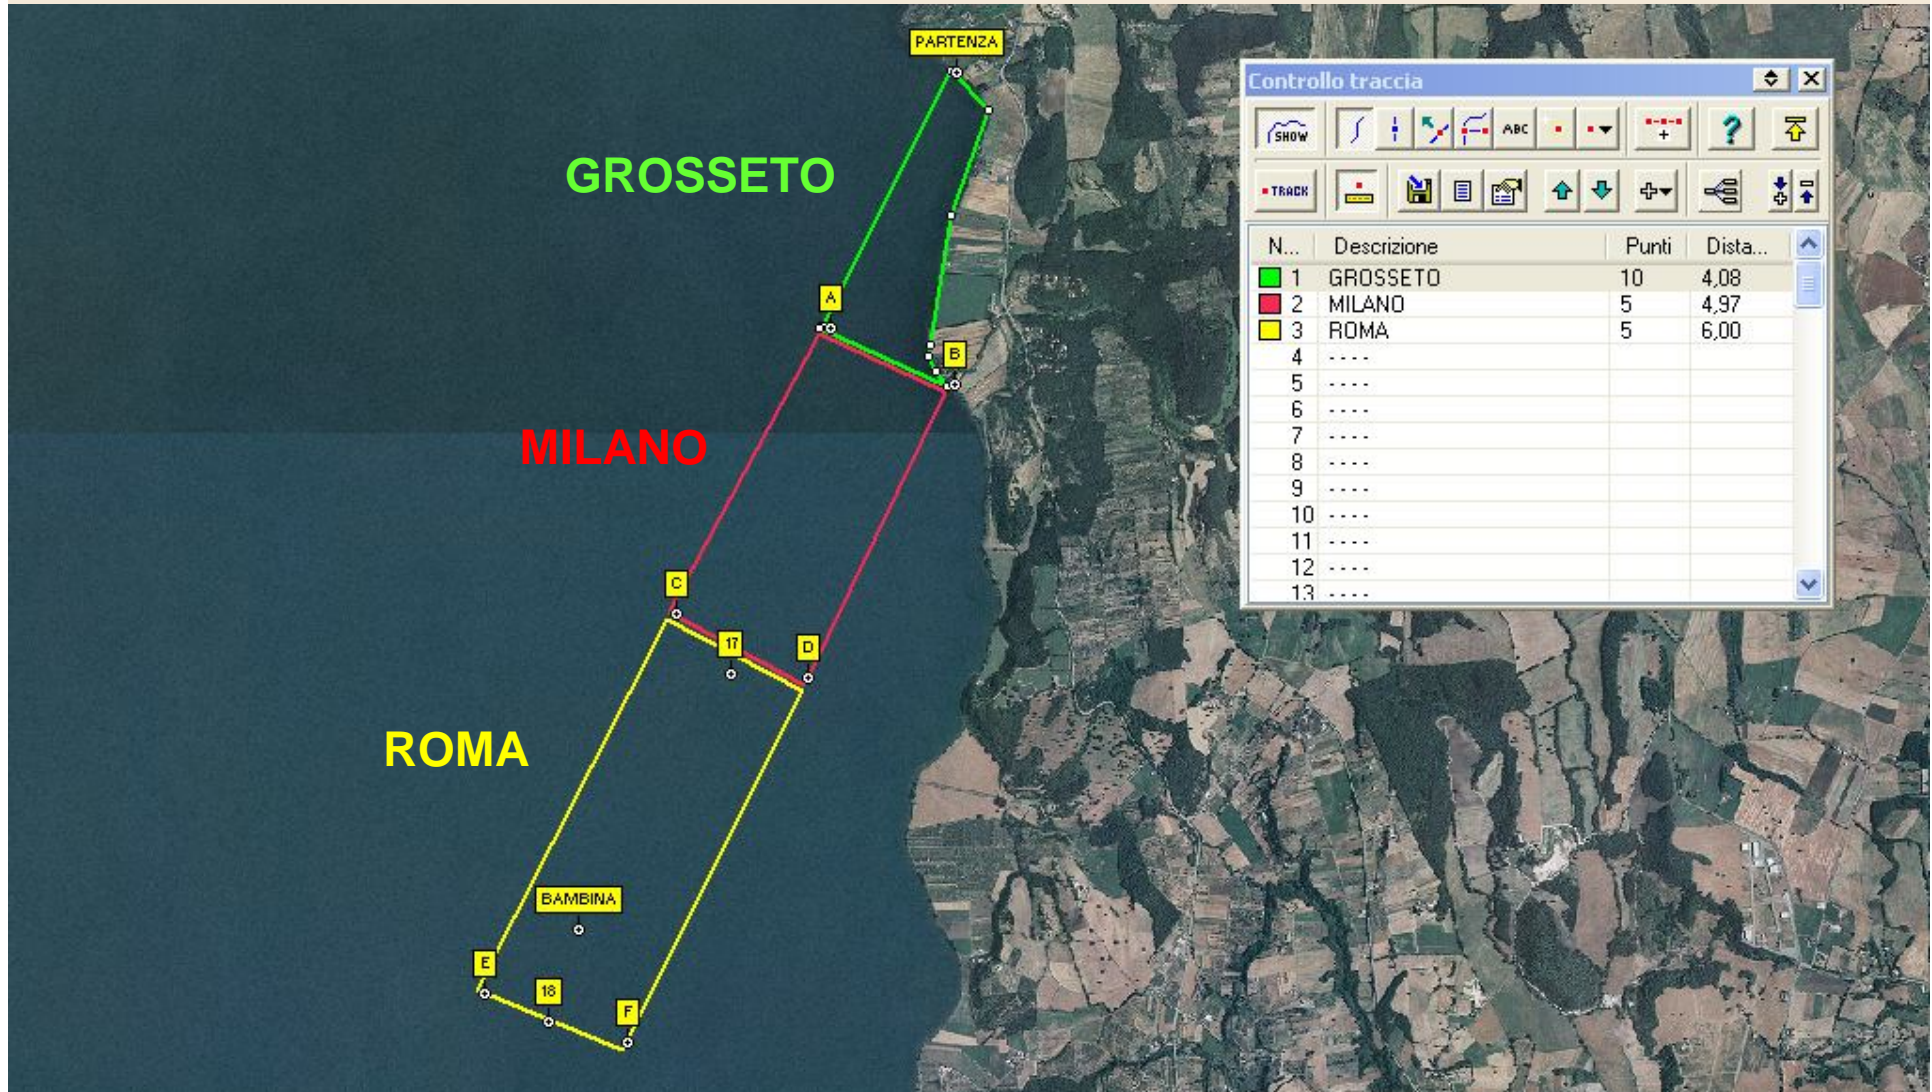 PARTENZA
GROSSETO
A
B
MILANO
C
17
D
ROMA
BAMBINA
E
18
F
Controllo traccia
SHOW
ABC
?
TRACK
N... Descrizione Punti Dista...
1 GROSSETO 10 4,08
2 MILANO 5 4,97
3 ROMA 5 6,00
4 ----
5 ----
6 ----
7 ----
8 ----
9 ----
10 ----
11 ----
12 ----
13 ----